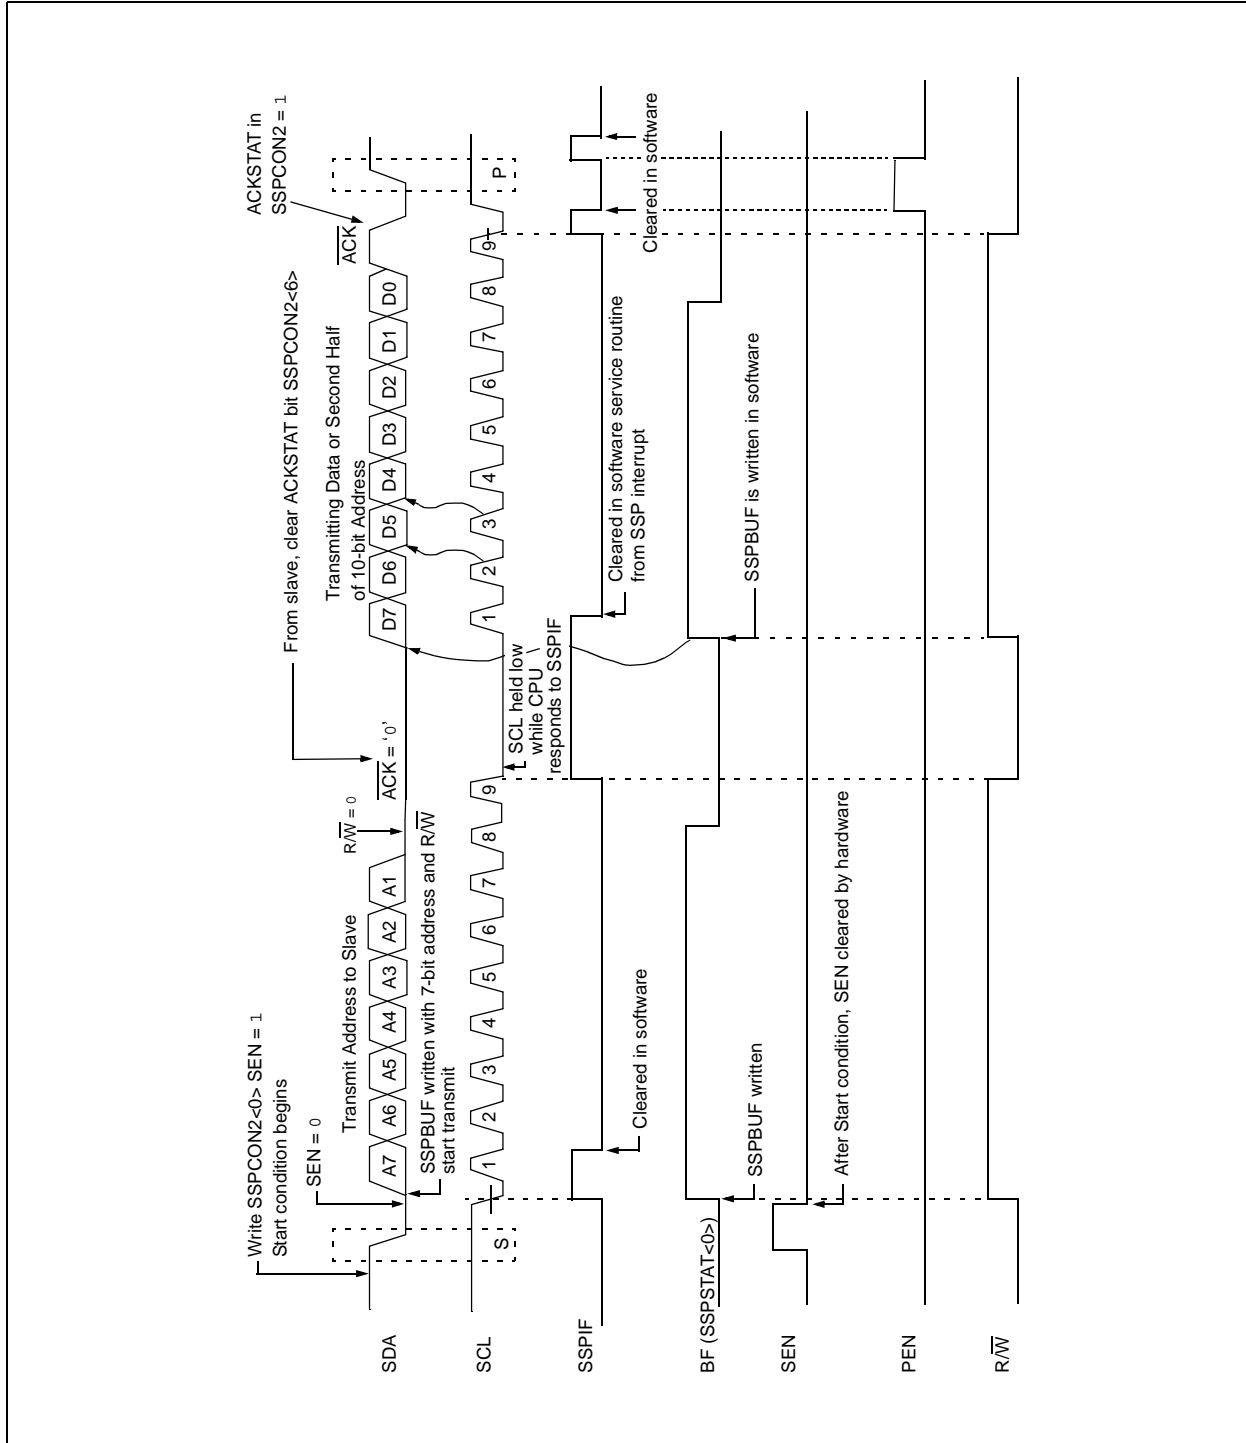 Write SSPCON2<0> SEN = 1
Start condition begins
SEN = 0
Transmit Address to Slave
R/W = 0
From slave, clear ACKSTAT bit SSPCON2<6>
ACK = '0'
Transmitting Data or Second Half
of 10-bit Address
ACKSTAT in
SSPCON2 = 1
ACK
SDA
A7 A6 A5 A4 A3 A2 A1
D7 D6 D5 D4 D3 D2 D1 D0
SSPBUF written with 7-bit address and R/W
start transmit
SCL
S
1 2 3 4 5 6 7 8 9
1 2 3 4 5 6 7 8 9
P
SCL held low
while CPU
responds to SSPIF
SSPIF
Cleared in software
Cleared in software service routine
from SSP interrupt
Cleared in software
BF (SSPSTAT<0>)
SSPBUF written
SSPBUF is written in software
SEN
After Start condition, SEN cleared by hardware
PEN
R/W